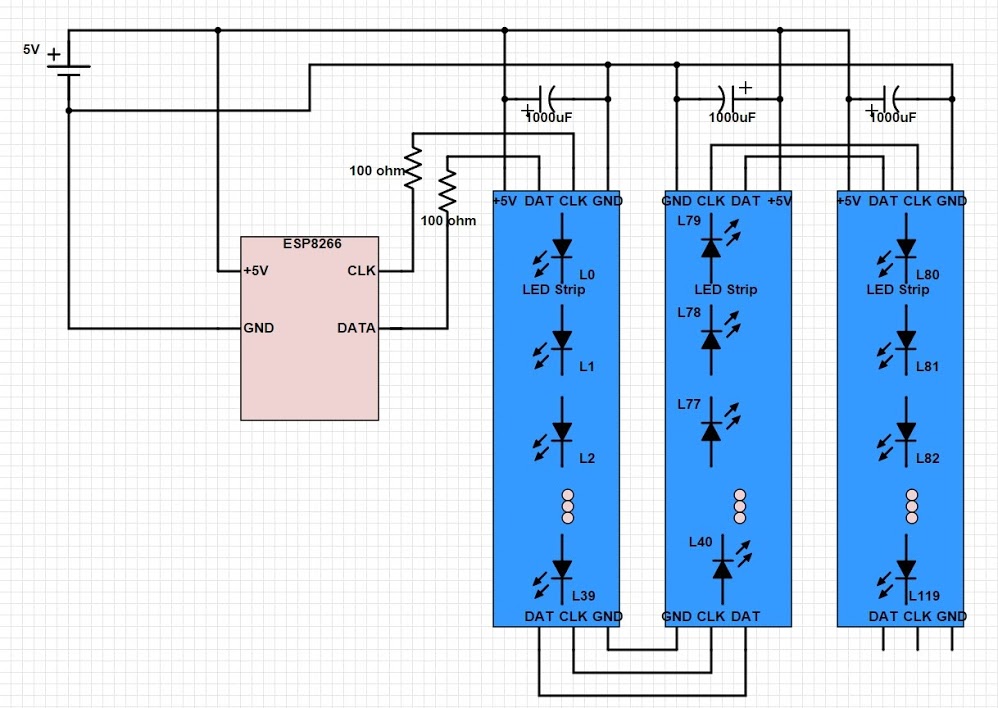 5V +
+ 1000uF
+ 1000uF
+ 1000uF
100 ohm
100 ohm
ESP8266
+5V CLK
GND DATA
+5V DAT CLK GND
L0
LED Strip
L1
L2
L39
DAT CLK GND
GND CLK DAT +5V
L79
LED Strip
L78
L77
L40
GND CLK DAT
+5V DAT CLK GND
L80
LED Strip
L81
L82
L119
DAT CLK GND